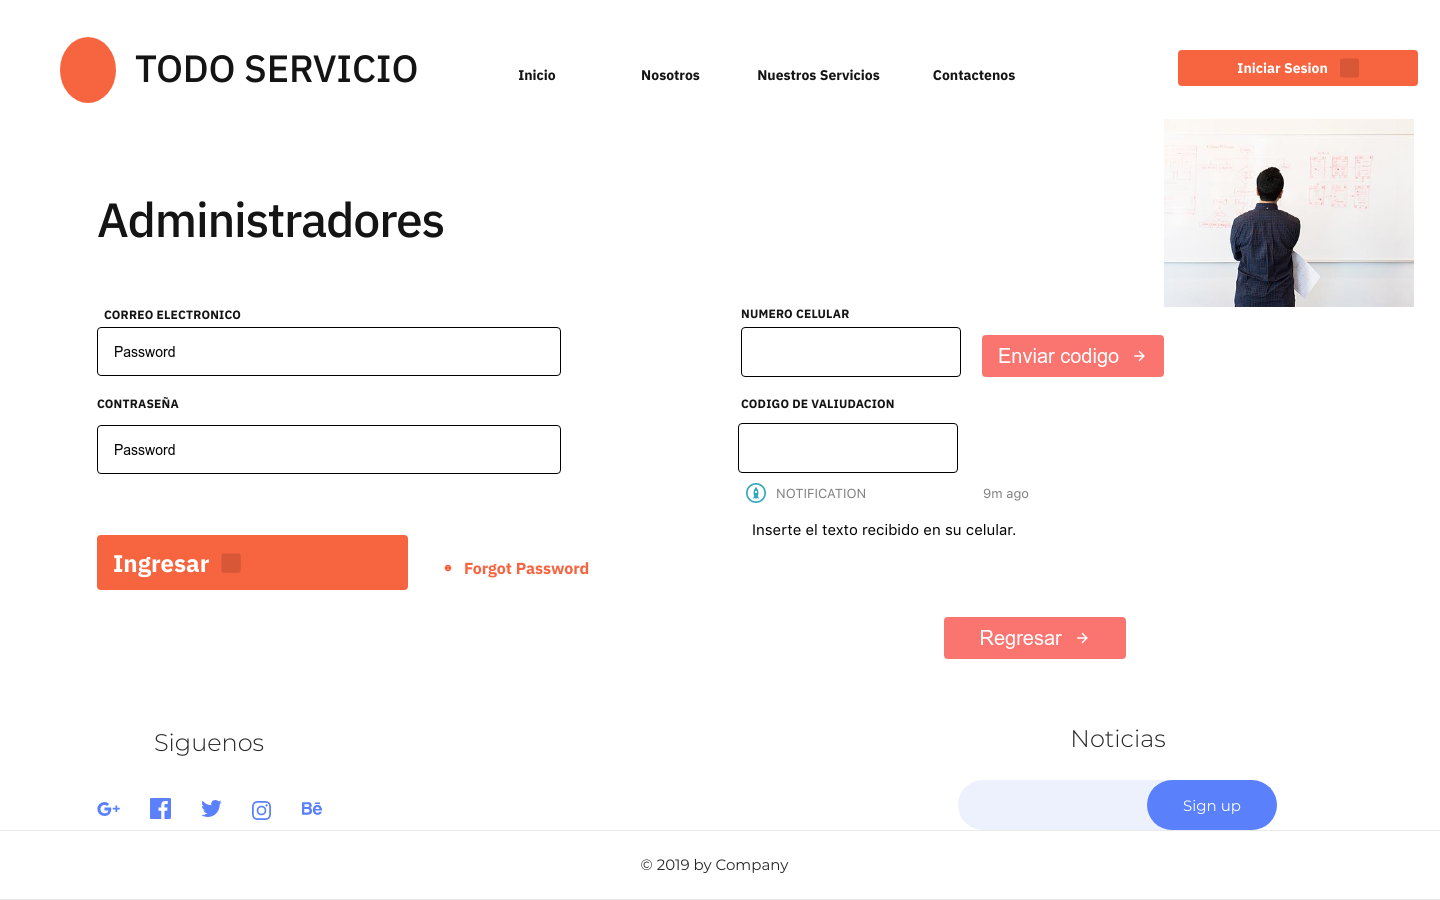 TODO SERVICIO
Inicio
Nosotros
Nuestros Servicios
Contactenos
Iniciar Sesion
Administradores
CORREO ELECTRONICO
Password
NUMERO CELULAR
Enviar codigo
CONTRASEÑA
Password
CODIGO DE VALIUDACION
NOTIFICATION
9m ago
Inserte el texto recibido en su celular.
Ingresar
Forgot Password
Regresar
Siguenos
Noticias
Sign up
© 2019 by Company